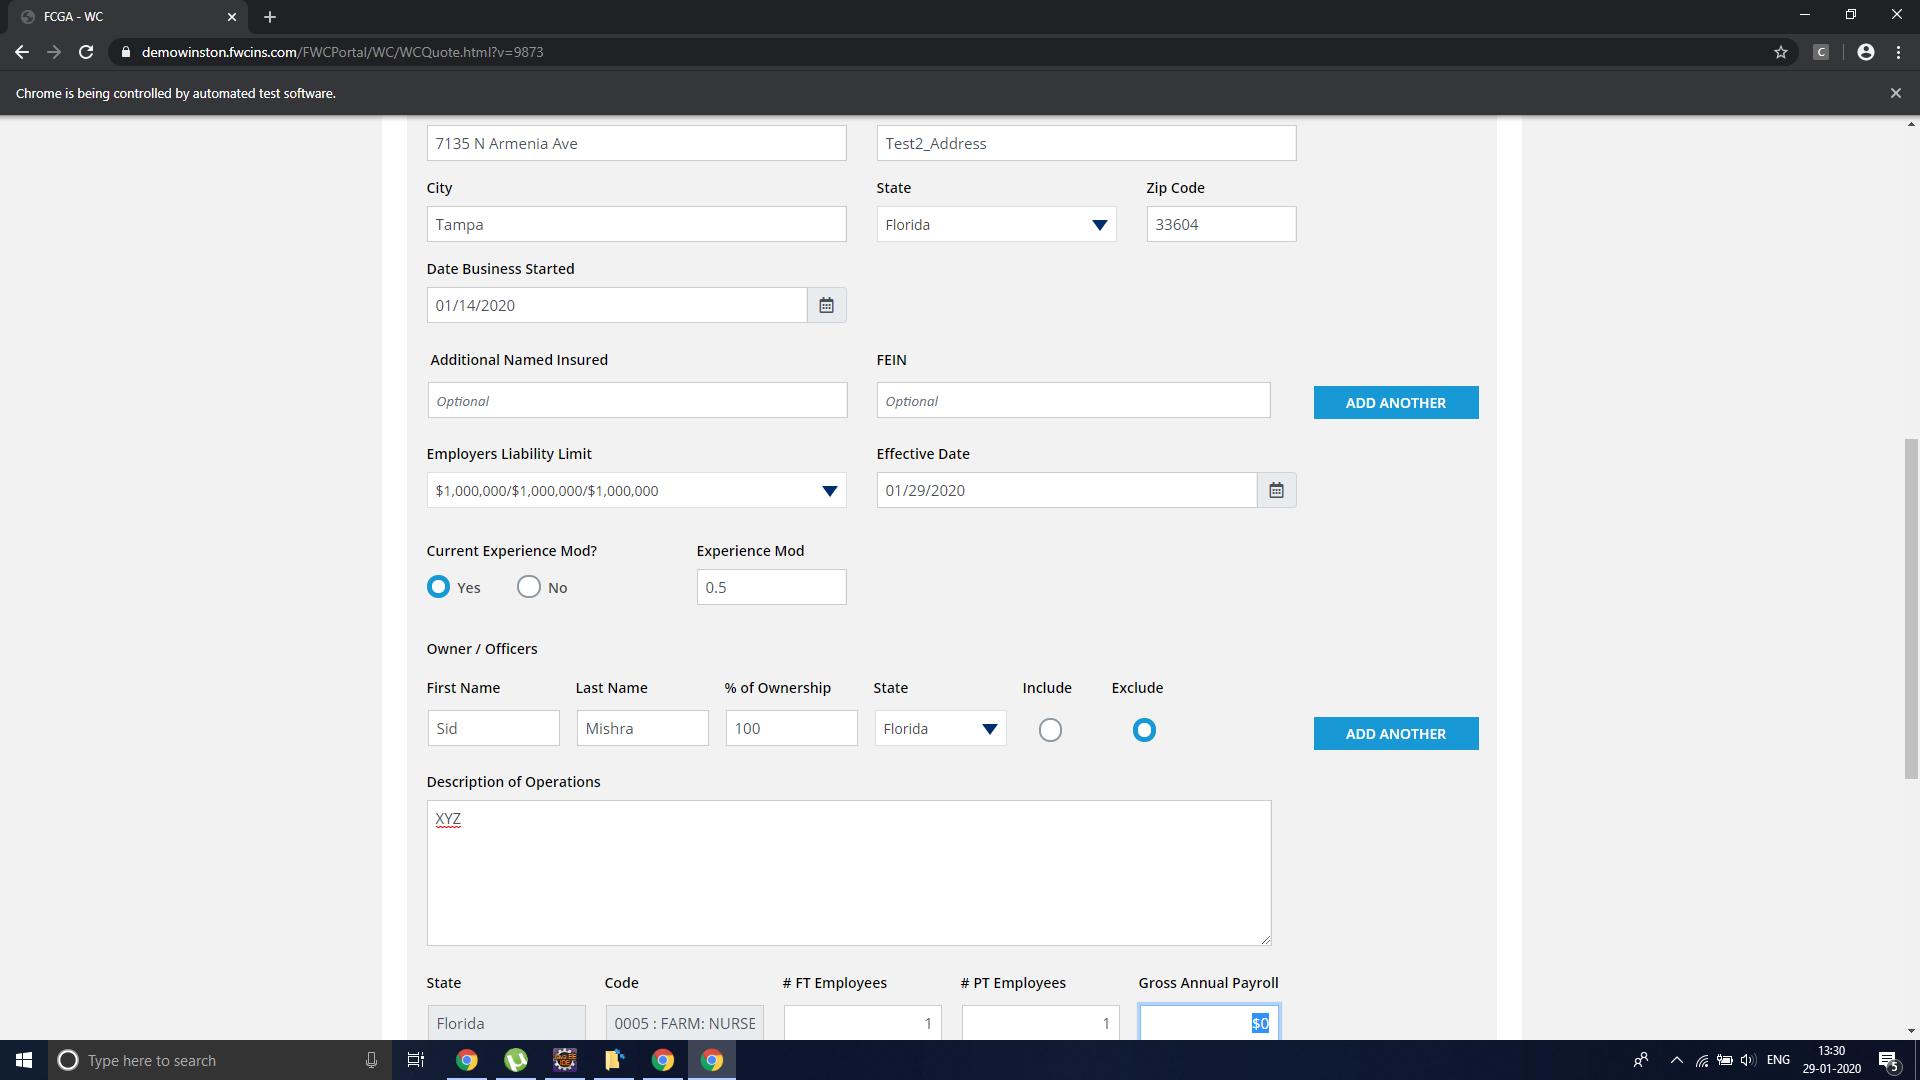 FCGA - WC
demowinston.fwcins.com/FWCPortal/WC/WCQuote.html?v=9873
C
Chrome is being controlled by automated test software.
7135 N Armenia Ave Test2_Address
City State Zip Code
Tampa Florida 33604
Date Business Started
01/14/2020
Additional Named Insured FEIN
Optional Optional ADD ANOTHER
Employers Liability Limit Effective Date
$1,000,000/$1,000,000/$1,000,000 01/29/2020
Current Experience Mod? Experience Mod
Yes No 0.5
Owner / Officers
First Name Last Name % of Ownership State Include Exclude
Sid Mishra 100 Florida ADD ANOTHER
Description of Operations
XYZ
State Code # FT Employees # PT Employees Gross Annual Payroll
Florida 0005 : FARM: NURSE 1 1 $0
Type here to search ENG 13:30
29-01-2020 5